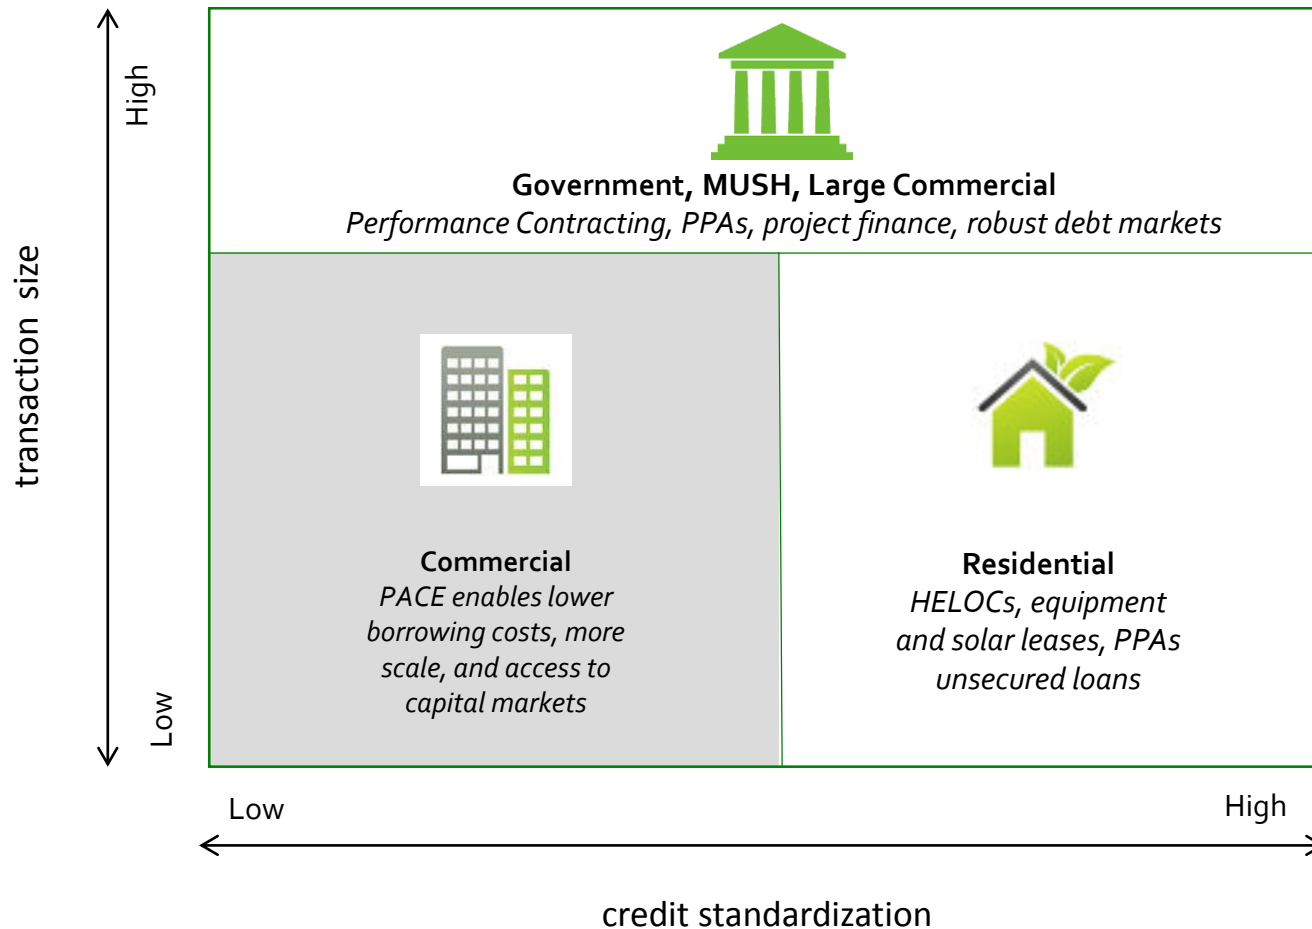 High
transaction size
Low
Government, MUSH, Large Commercial
Performance Contracting, PPAs, project finance, robust debt markets
Commercial
PACE enables lower
borrowing costs, more
scale, and access to
capital markets
Residential
HELOCs, equipment
and solar leases, PPAs
unsecured loans
Low
High
credit standardization